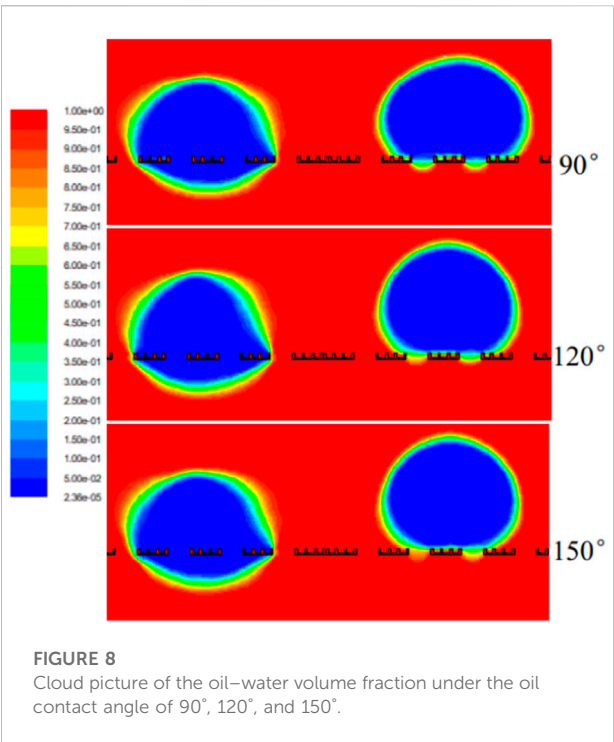 1.00e+00
9.50e-01
9.00e-01
8.50e-01
8.00e-01
7.50e-01
7.00e-01
6.50e-01
6.00e-01
5.50e-01
5.00e-01
4.50e-01
4.00e-01
3.50e-01
3.00e-01
2.50e-01
2.00e-01
1.50e-01
1.00e-01
5.00e-02
2.36e-05
90°
120°
150°
FIGURE 8
Cloud picture of the oil–water volume fraction under the oil
contact angle of 90°, 120°, and 150°.